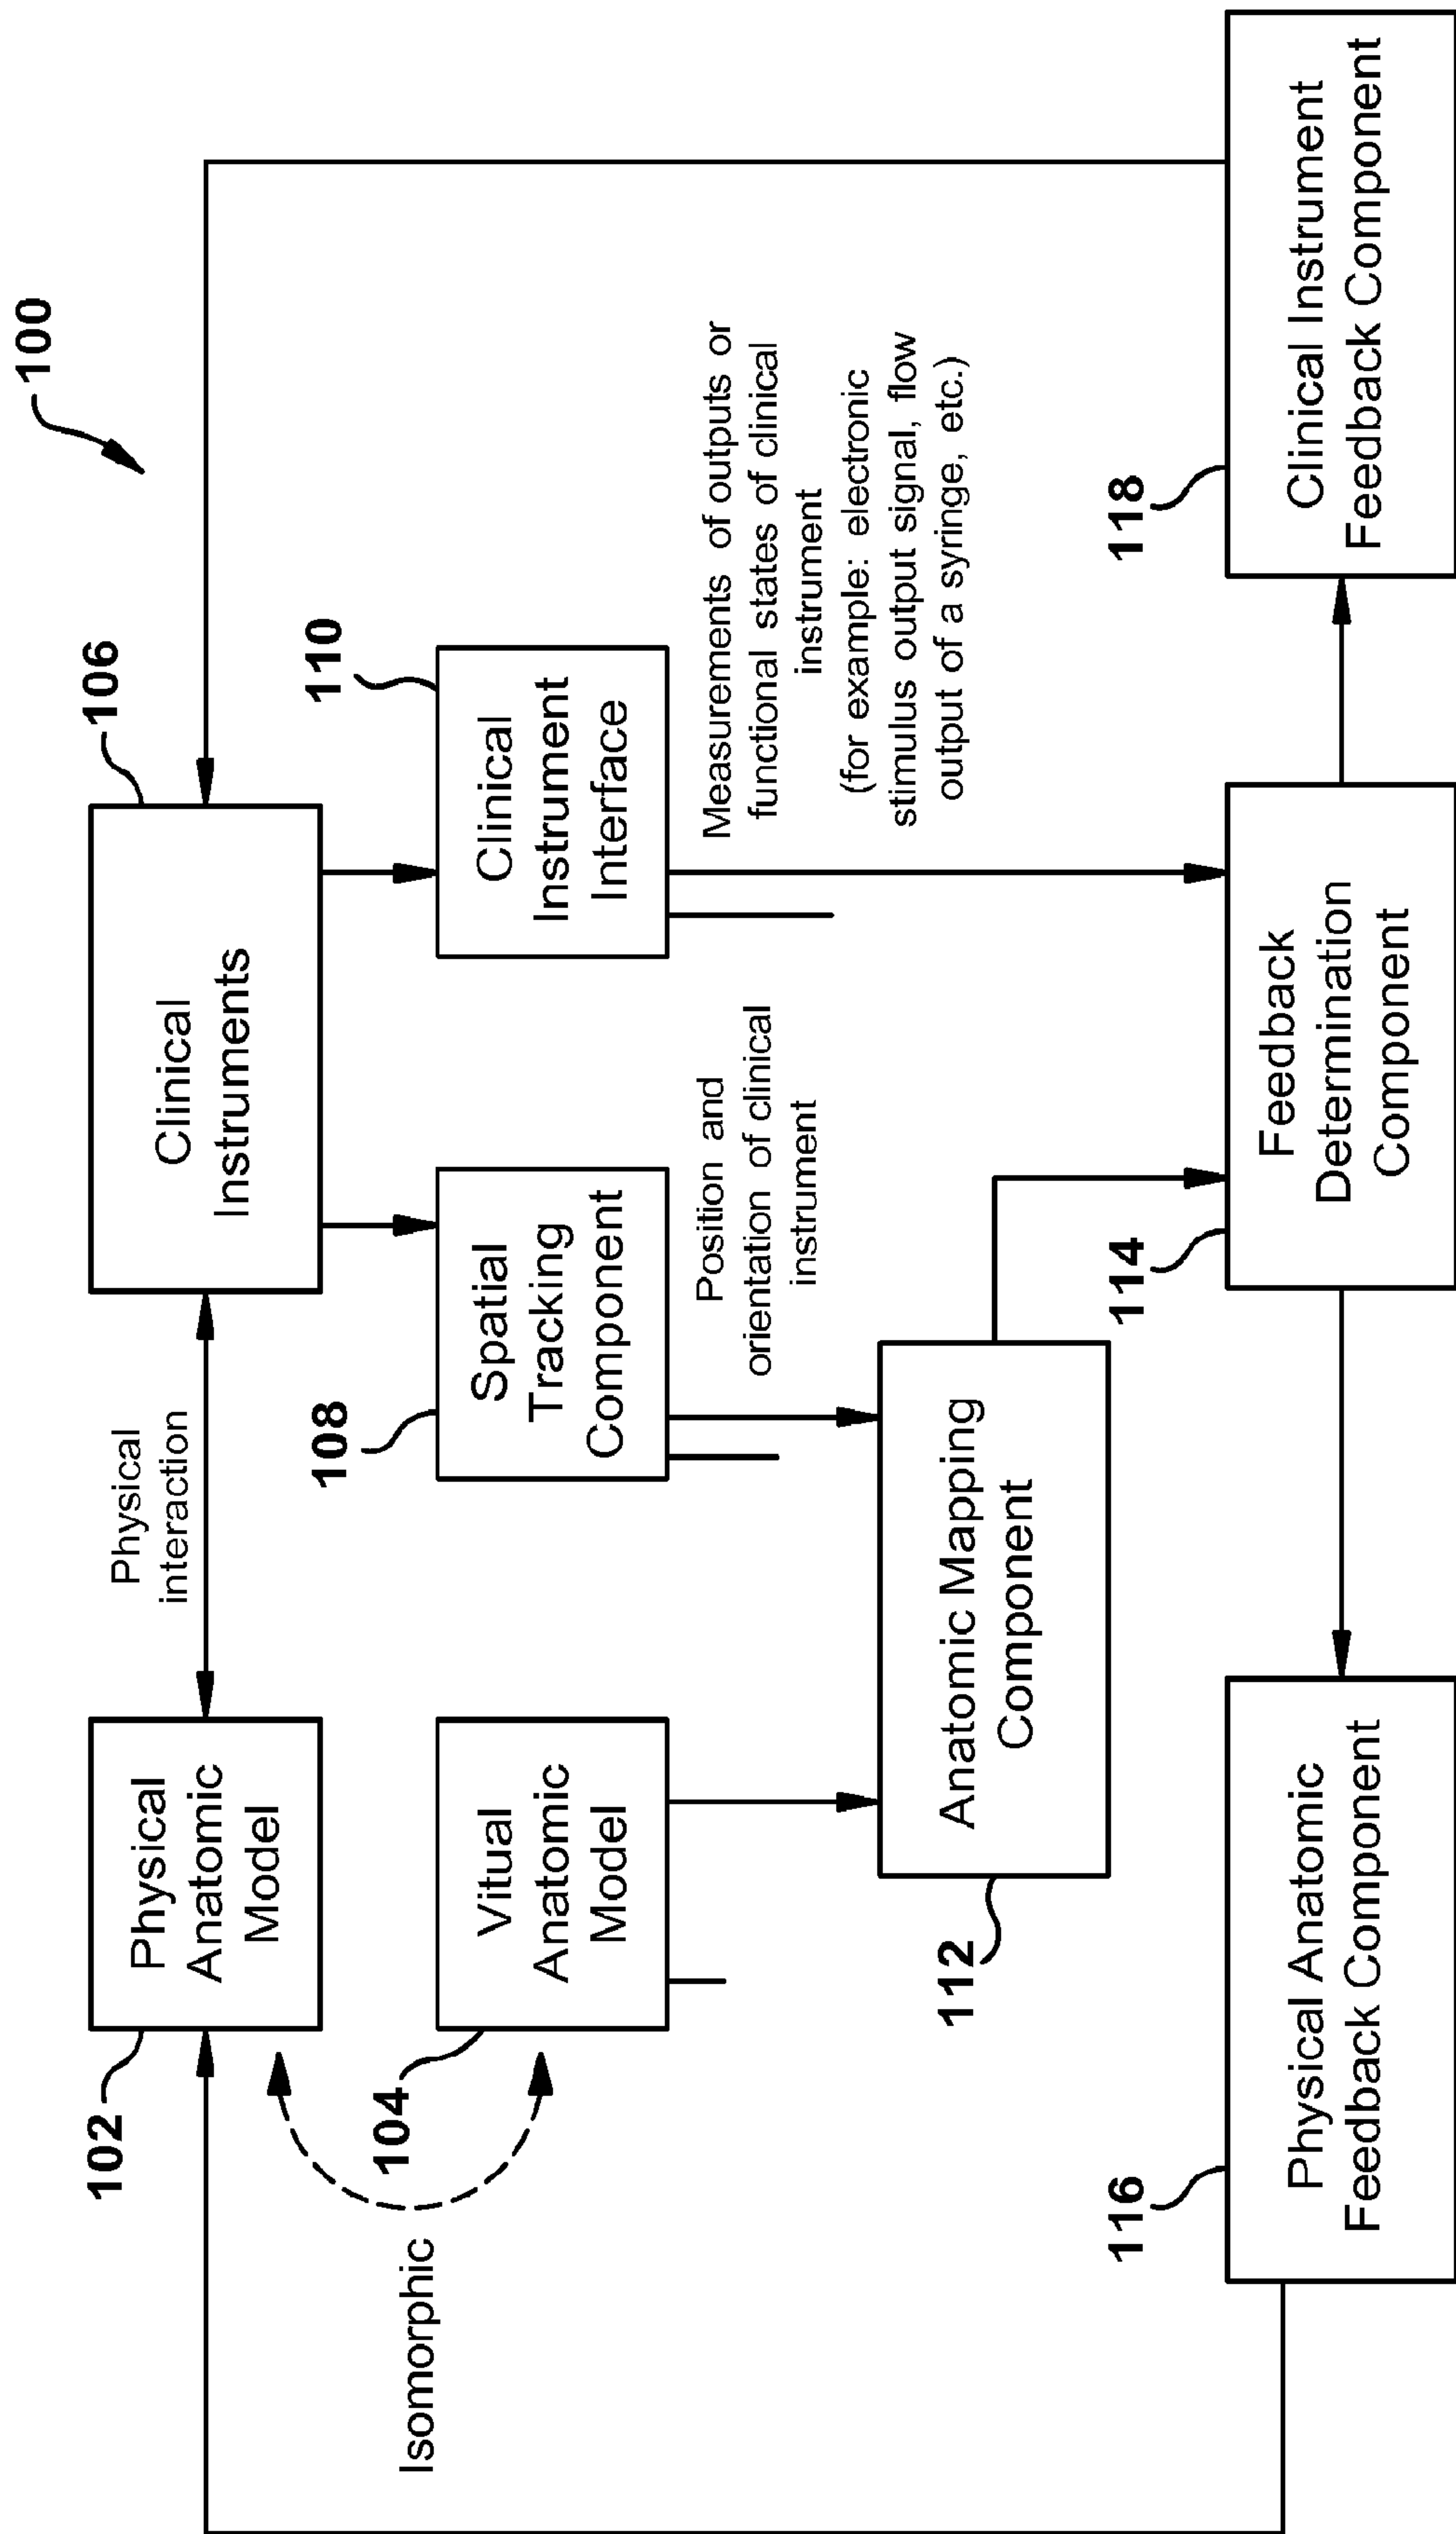 100
102
Physical
Anatomic
Model
Physical
interaction
106
Clinical
Instruments
Isomorphic
104
Vitual
Anatomic
Model
108
Spatial
Tracking
Component
110
Clinical
Instrument
Interface
Position and
orientation of clinical
instrument
Measurements of outputs or
functional states of clinical
instrument
(for example: electronic
stimulus output signal, flow
output of a syringe, etc.)
112
Anatomic Mapping
Component
116
Physical Anatomic
Feedback Component
114
Feedback
Determination
Component
118
Clinical Instrument
Feedback Component